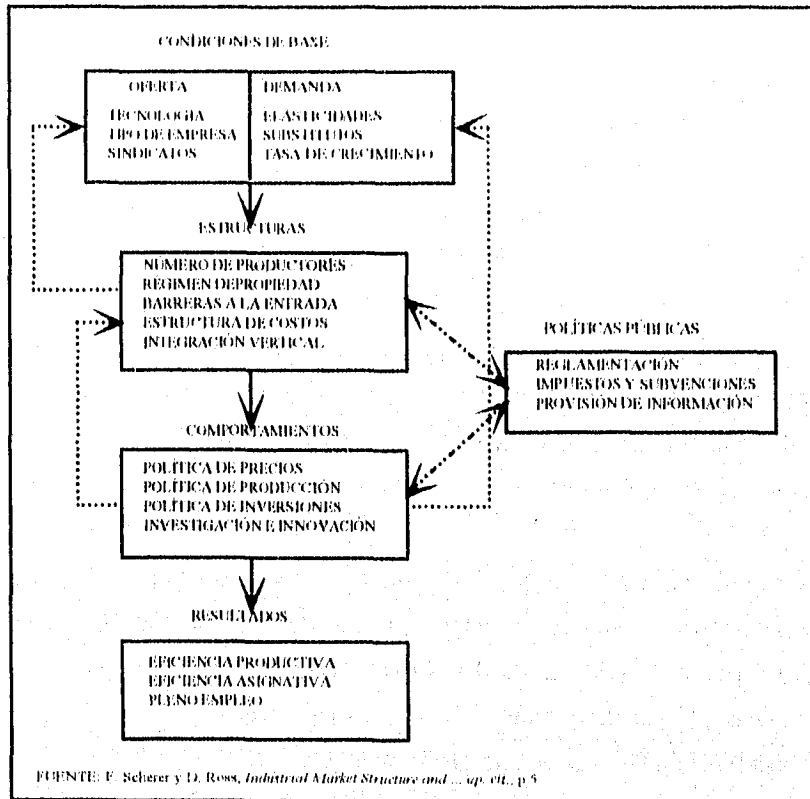 CONDICIONES DE BASE
OFERTA
TECNOLOGIA
TIPO DE EMPRESA
SINDICATOS
DEMANDA
ELASTICIDADES
SUBSTITUTOS
TASA DE CRECIMIENTO
ESTRUCTURAS
NÚMERO DE PRODUCTORES
RÉGIMEN DEPROPIEDAD
BARRERAS A LA ENTRADA
ESTRUCTURA DE COSTOS
INTEGRACIÓN VERTICAL
POLÍTICAS PÚBLICAS
REGLAMENTACIÓN
IMPUESTOS Y SUBVENCIONES
PROVISIÓN DE INFORMACIÓN
COMPORTAMIENTOS
POLÍTICA DE PRECIOS
POLÍTICA DE PRODUCCIÓN
POLÍTICA DE INVERSIONES
INVESTIGACIÓN E INNOVACIÓN
RESULTADOS
EFICIENCIA PRODUCTIVA
EFICIENCIA ASIGNATIVA
PLENO EMPLEO
FUENTE: F. Scherer y D. Ross, Industrial Market Structure and ... op. cit., p 5